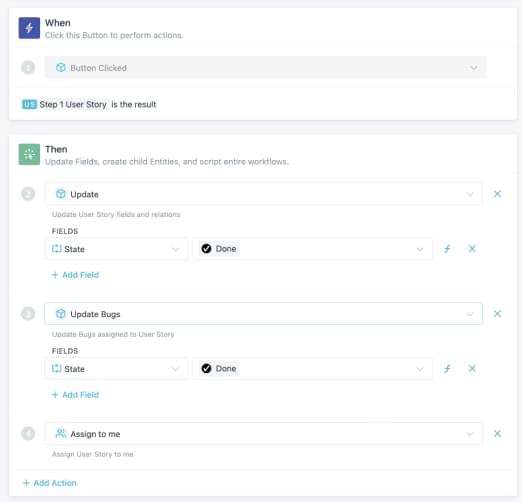 When
Click this Button to perform actions.
1 Button Clicked
US Step 1 User Story is the result
Then
Update Fields, create child Entities, and script entire workflows.
2 Update
Update User Story fields and relations
FIELDS
State Done
+ Add Field
3 Update Bugs
Update Bugs assigned to User Story
FIELDS
State Done
+ Add Field
4 Assign to me
Assign User Story to me
+ Add Action